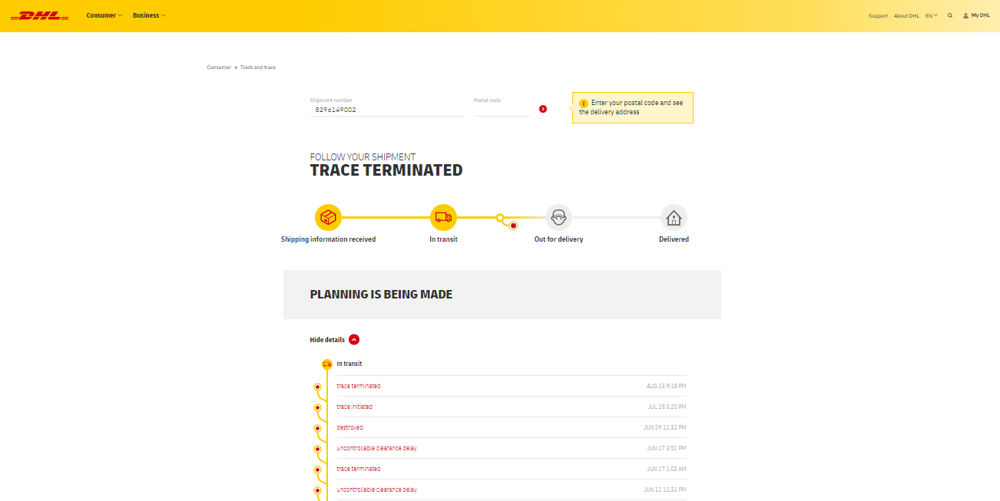 DHL
Consumer Business Support About DHL EN My DHL
Consumer Track and trace
Shipment number Postal code
8296149002
i Enter your postal code and see
the delivery address
FOLLOW YOUR SHIPMENT
TRACE TERMINATED
Shipping information received In transit Out for delivery Delivered
PLANNING IS BEING MADE
Hide details
In transit
trace terminated AUG 13 9:18 PM
trace initiated JUL 18 3:20 PM
destroyed JUN 29 11:32 PM
uncontrollable clearance delay JUN 17 3:51 PM
trace terminated JUN 17 1:03 AM
uncontrollable clearance delay JUN 11 11:31 PM